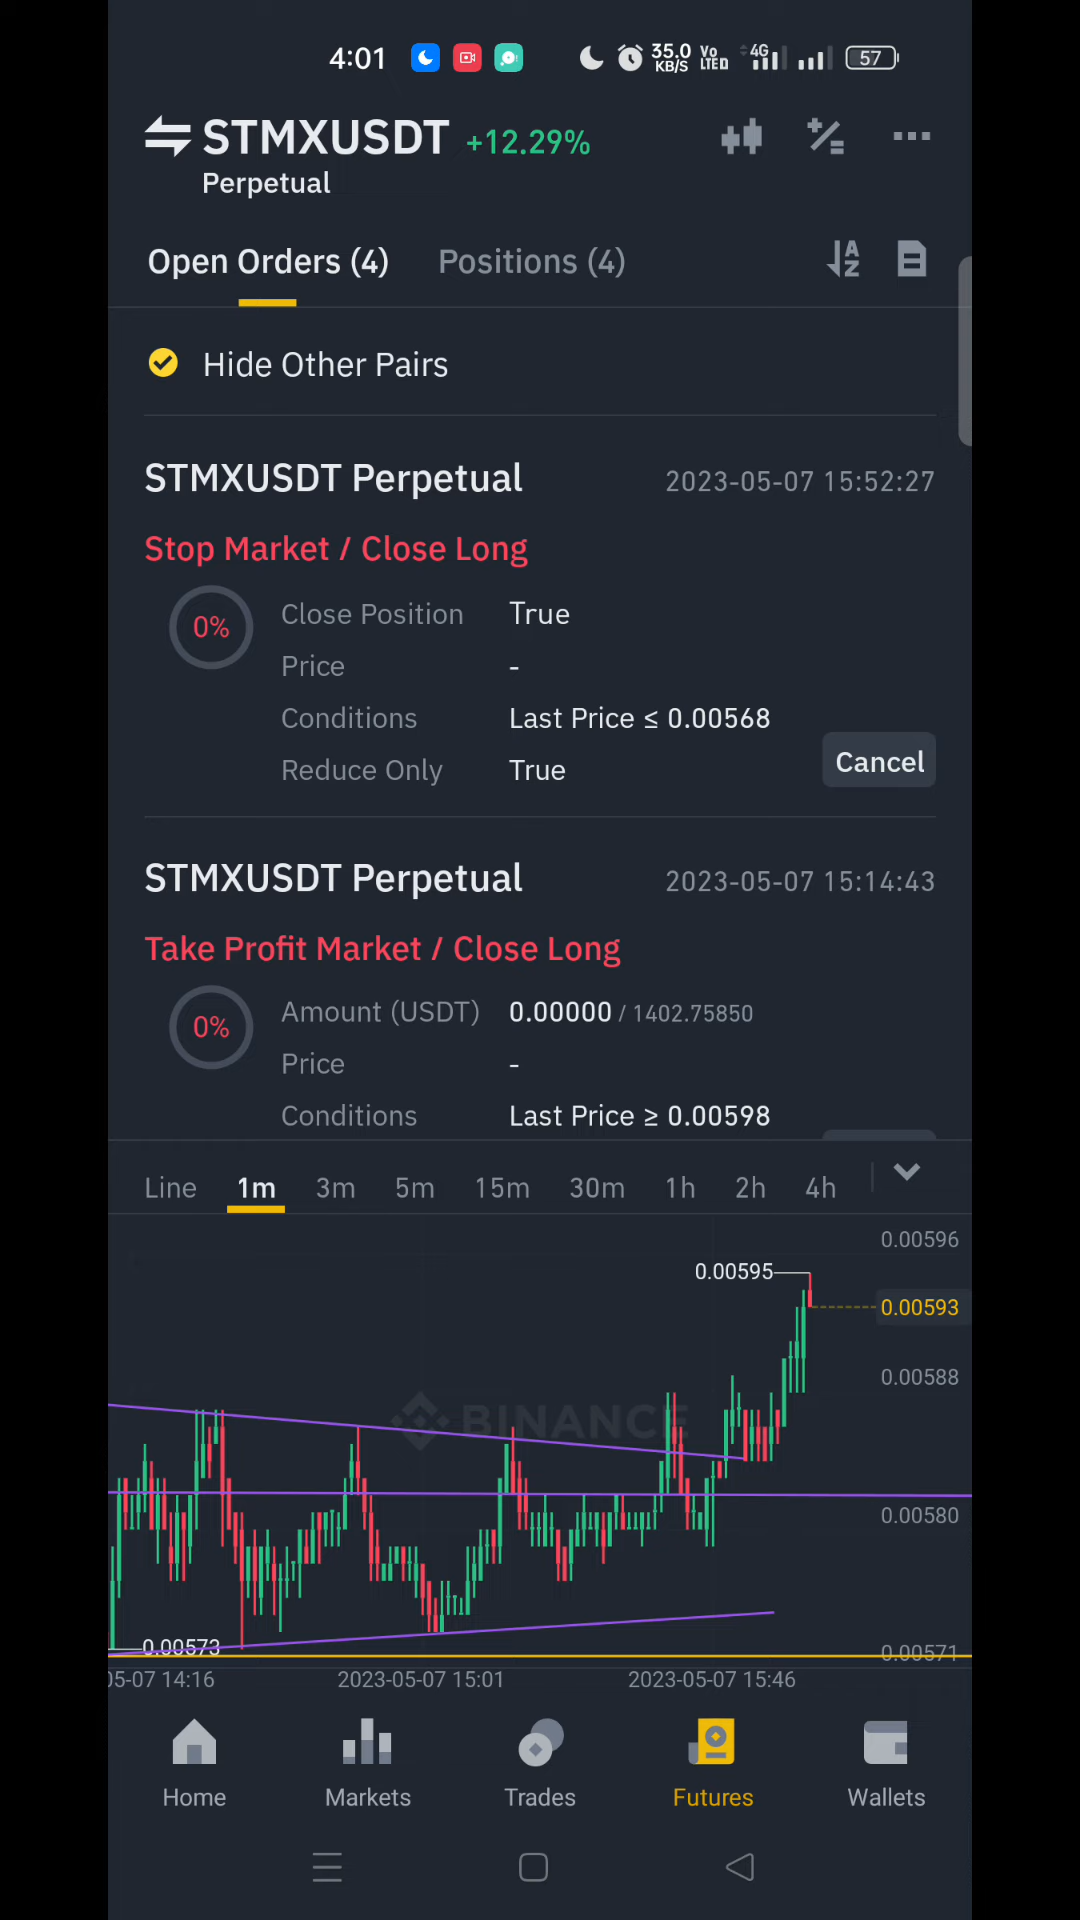 4:01 35.0 KB/S Vo LTE 4G 57
STMXUSDT +12.29%
Perpetual
Open Orders (4) Positions (4)
Hide Other Pairs
STMXUSDT Perpetual 2023-05-07 15:52:27
Stop Market / Close Long
0%
Close Position True
Price -
Conditions Last Price ≤ 0.00568
Reduce Only True
Cancel
STMXUSDT Perpetual 2023-05-07 15:14:43
Take Profit Market / Close Long
0%
Amount (USDT) 0.00000 / 1402.75850
Price -
Conditions Last Price ≥ 0.00598
Line 1m 3m 5m 15m 30m 1h 2h 4h
0.00596
0.00595
0.00593
0.00588
BINANCE
0.00580
0.00573
0.00571
05-07 14:16 2023-05-07 15:01 2023-05-07 15:46
Home Markets Trades Futures Wallets